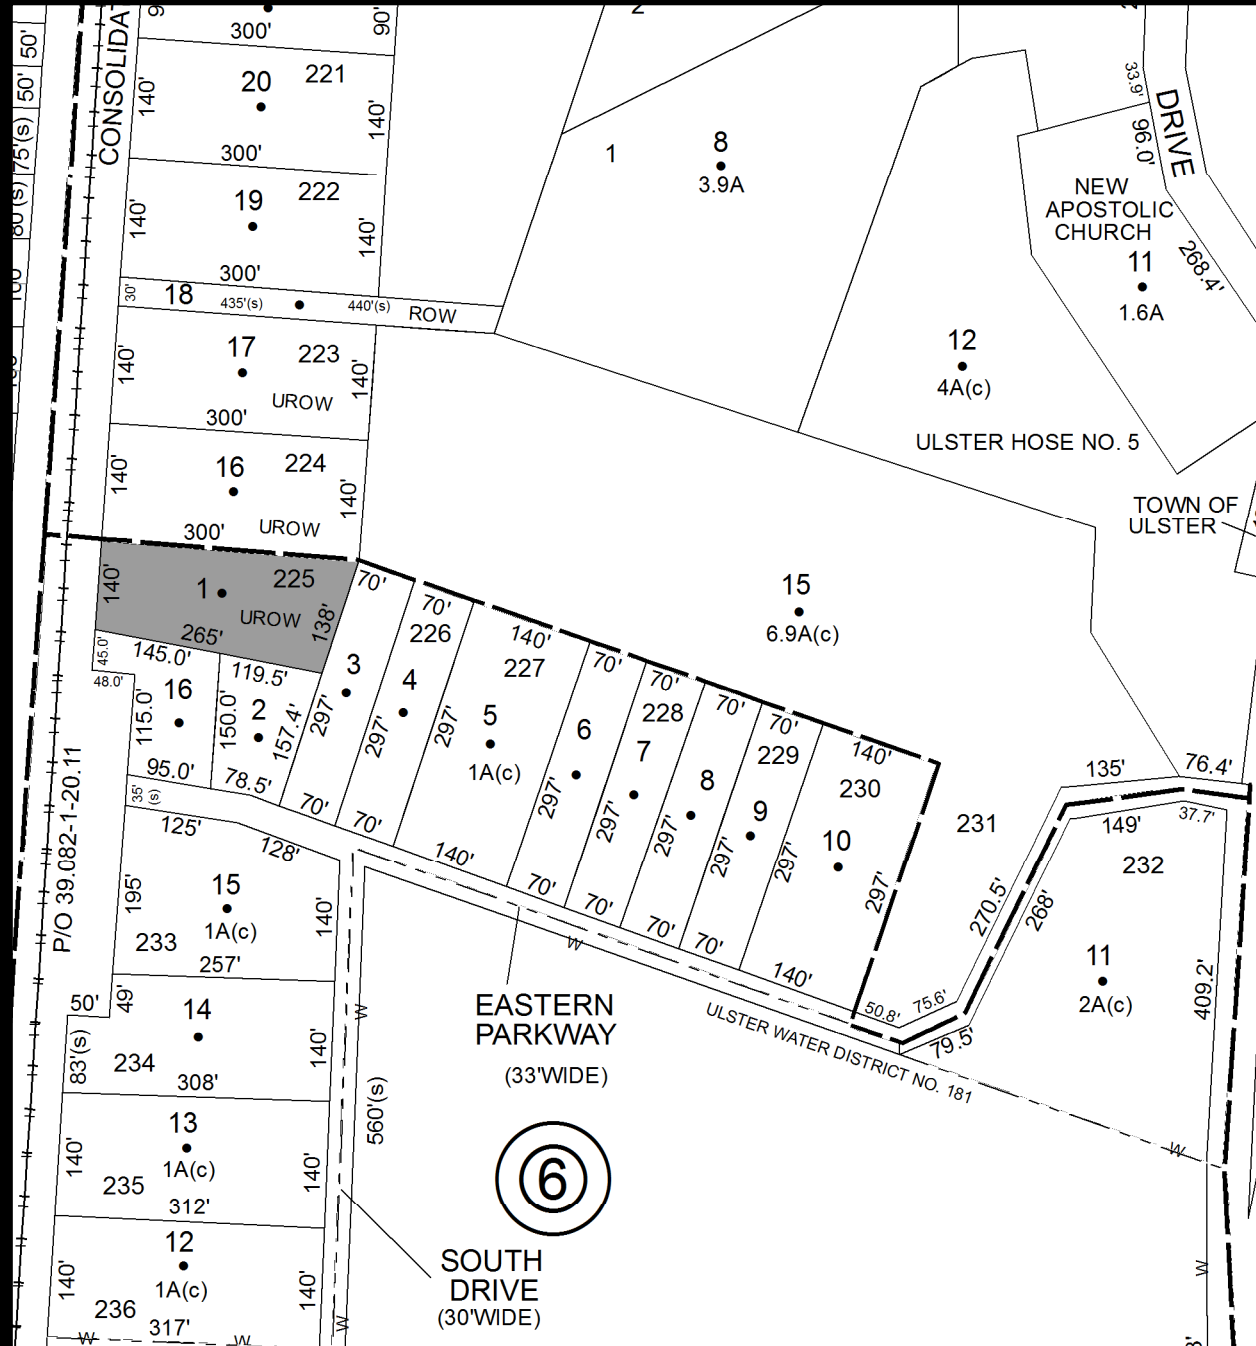 300'
90'
CONSOLIDAT
50'
50'
75'(s)
80'(s)
140'
20
221
140'
300'
140'
19
222
140'
300'
30'
18
435'(s)
440'(s)
ROW
140'
17
223
140'
UROW
300'
140'
16
224
140'
UROW
300'
1
8
3.9A
33.9'
96.0'
DRIVE
NEW
APOSTOLIC
CHURCH
11
1.6A
268.4'
12
4A(c)
ULSTER HOSE NO. 5
TOWN OF
ULSTER
15
6.9A(c)
140'
1
225
UROW
138'
265'
45.0'
48.0'
145.0'
16
115.0'
95.0'
119.5'
150.0'
2
157.4'
78.5'
70'
3
297'
70'
70'
226
4
297'
70'
140'
227
5
1A(c)
297'
140'
70'
6
297'
70'
70'
228
7
297'
70'
70'
8
297'
70'
70'
229
9
297'
70'
140'
230
10
297'
140'
297'
231
135'
76.4'
149'
37.7'
232
270.5'
268'
11
2A(c)
409.2'
50.8'
75.6'
79.5'
P/O 39.082-1-20.11
35'
(s)
125'
128'
195'
15
1A(c)
140'
233
257'
50'
49'
14
83'(s)
234
140'
308'
13
1A(c)
140'
235
140'
312'
12
1A(c)
140'
236
140'
317'
W
W
W
W
560'(s)
EASTERN
PARKWAY
(33'WIDE)
W
ULSTER WATER DISTRICT NO. 181
W
W
6
SOUTH
DRIVE
(30'WIDE)